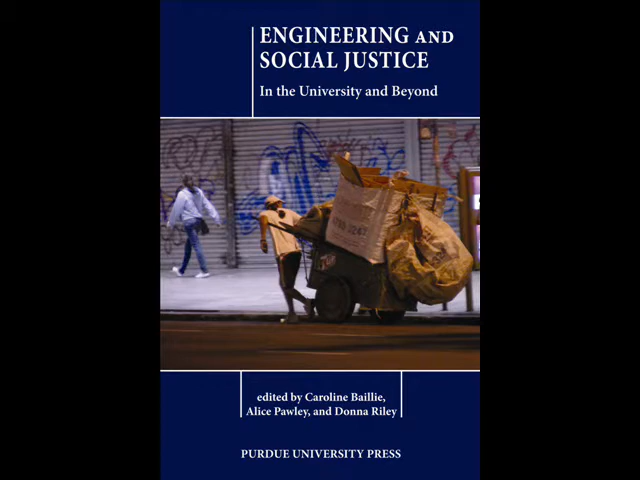 ENGINEERING AND
SOCIAL JUSTICE
In the University and Beyond
edited by Caroline Baillie,
Alice Pawley, and Donna Riley
PURDUE UNIVERSITY PRESS